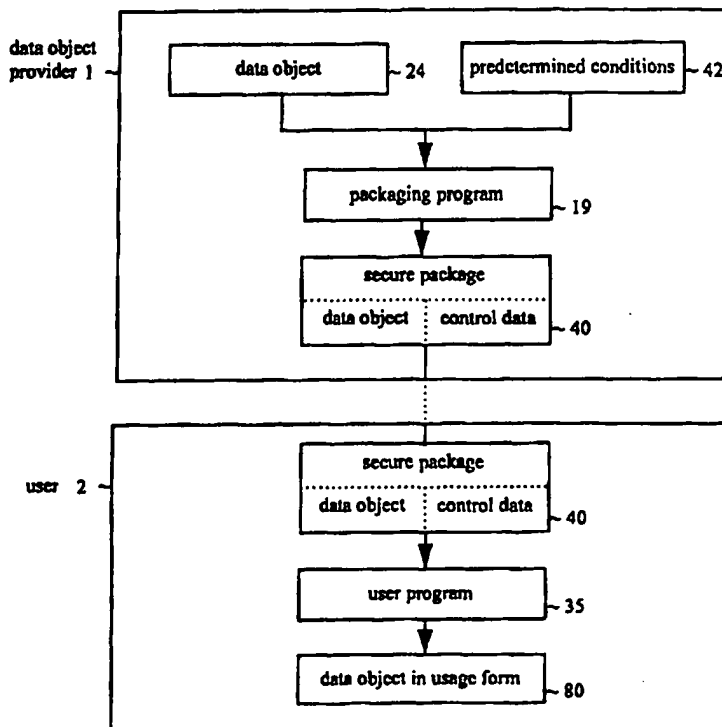 data object
provider 1
data object
~24
predetermined conditions
~42
packaging program
~19
secure package
data object
control data
~40
user 2
secure package
data object
control data
~40
user program
~35
data object in usage form
~80